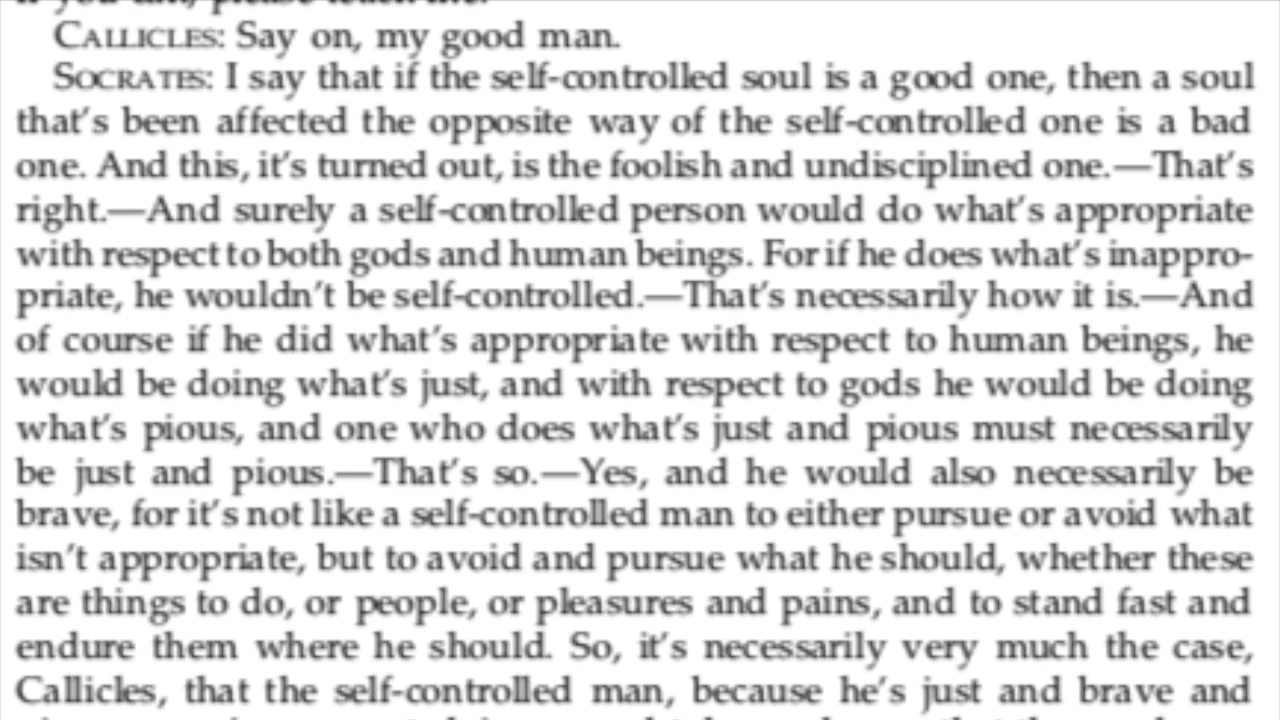 CALLICLES: Say on, my good man.
SOCRATES: I say that if the self-controlled soul is a good one, then a soul
that's been affected the opposite way of the self-controlled one is a bad
one. And this, it's turned out, is the foolish and undisciplined one.—That's
right.—And surely a self-controlled person would do what's appropriate
with respect to both gods and human beings. For if he does what's inappro-
priate, he wouldn't be self-controlled.—That's necessarily how it is.—And
of course if he did what's appropriate with respect to human beings, he
would be doing what's just, and with respect to gods he would be doing
what's pious, and one who does what's just and pious must necessarily
be just and pious.—That's so.—Yes, and he would also necessarily be
brave, for it's not like a self-controlled man to either pursue or avoid what
isn't appropriate, but to avoid and pursue what he should, whether these
are things to do, or people, or pleasures and pains, and to stand fast and
endure them where he should. So, it's necessarily very much the case,
Callicles, that the self-controlled man, because he's just and brave and